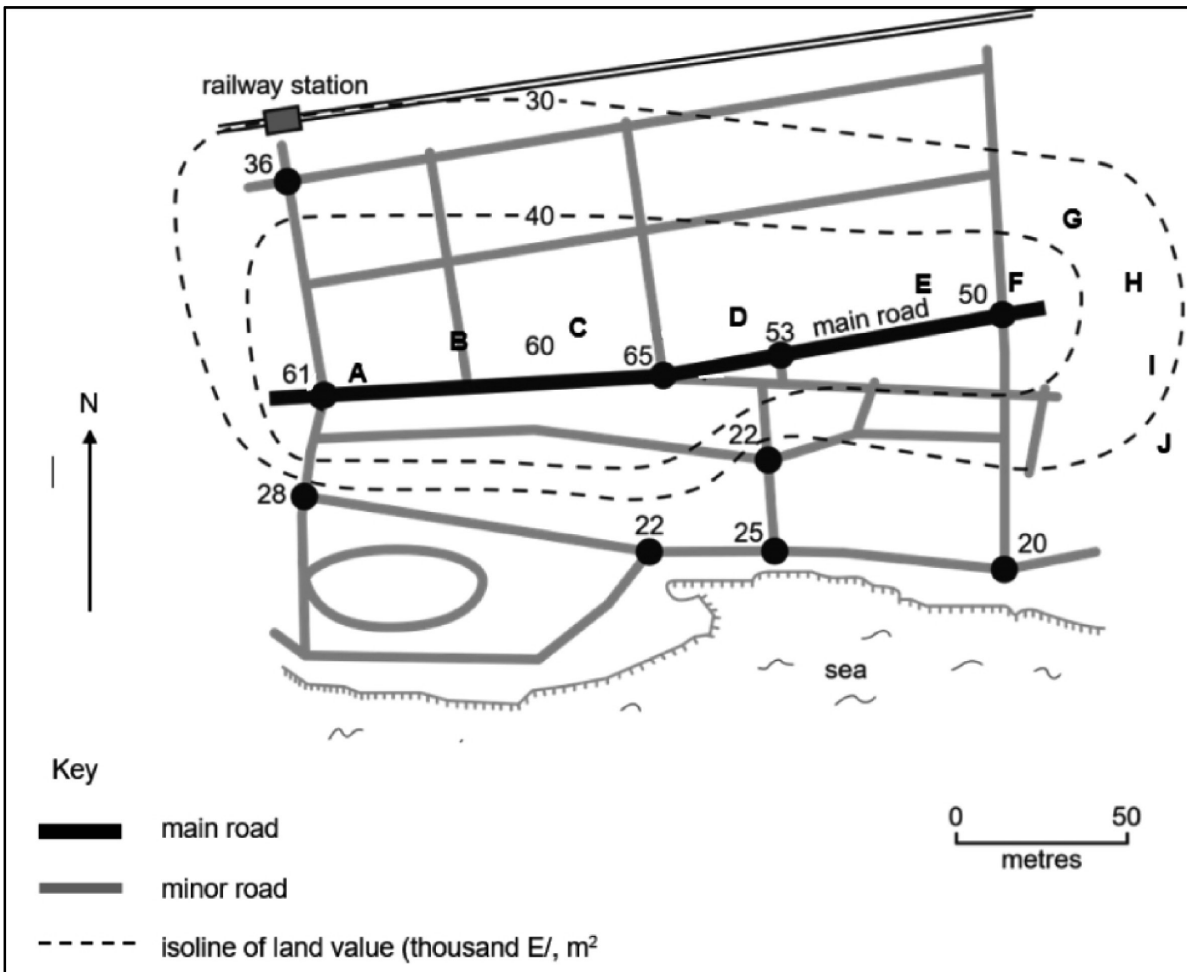 railway station
30
36
40
G
H
E
F
50
D
main road
53
B
C
60
65
61
A
I
N
J
22
28
22
25
20
sea
Key
main road
minor road
isoline of land value (thousand E/, m²
0
50
metres